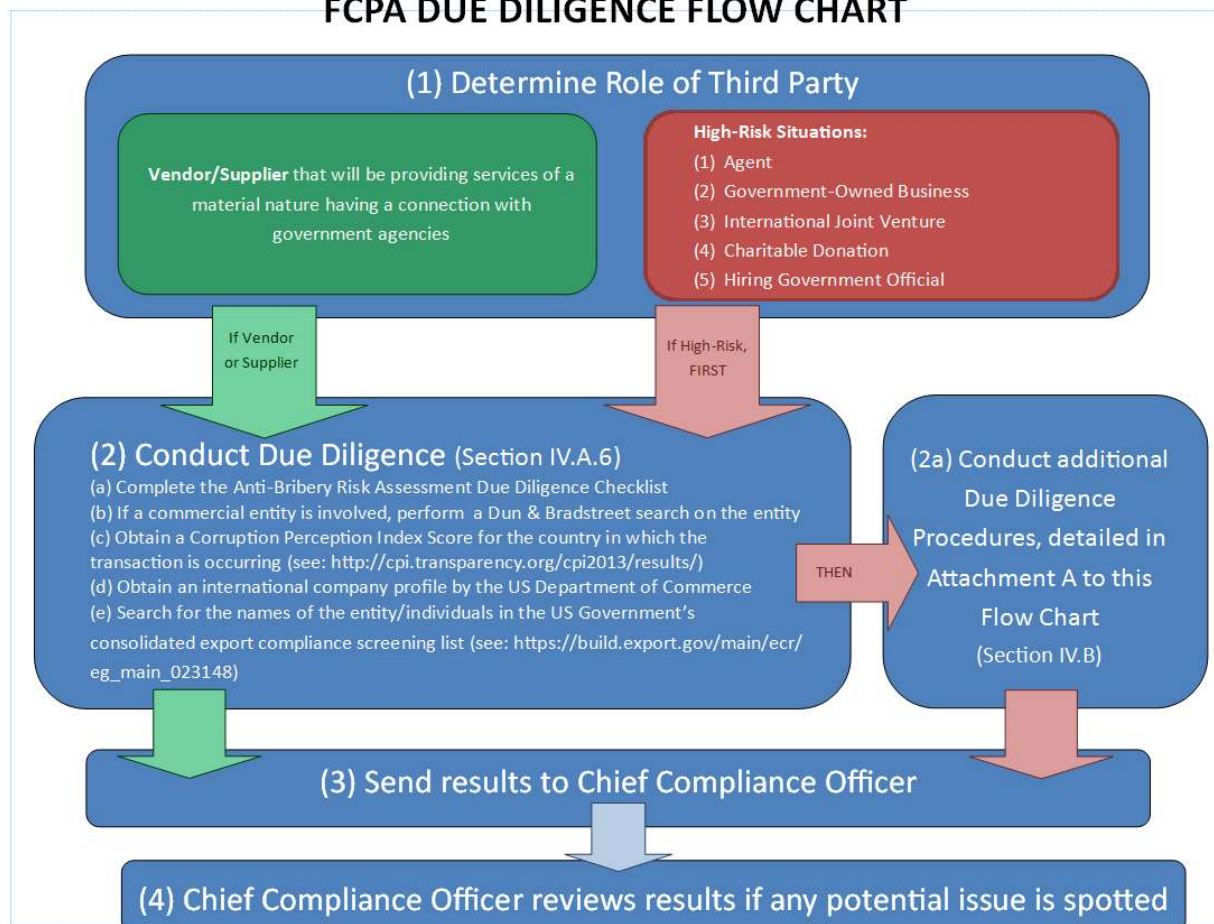 FCPA DUE DILIGENCE FLOW CHART
(1) Determine Role of Third Party
Vendor/Supplier that will be providing services of a
material nature having a connection with
government agencies
High-Risk Situations:
(1) Agent
(2) Government-Owned Business
(3) International Joint Venture
(4) Charitable Donation
(5) Hiring Government Official
If Vendor
or Supplier
If High-Risk,
FIRST
(2) Conduct Due Diligence (Section IV.A.6)
(a) Complete the Anti-Bribery Risk Assessment Due Diligence Checklist
(b) If a commercial entity is involved, perform a Dun & Bradstreet search on the entity
(c) Obtain a Corruption Perception Index Score for the country in which the
transaction is occurring (see: http://cpi.transparency.org/cpi2013/results/)
(d) Obtain an international company profile by the US Department of Commerce
(e) Search for the names of the entity/individuals in the US Government's
consolidated export compliance screening list (see: https://build.export.gov/main/ecr/
eg_main_023148)
THEN
(2a) Conduct additional
Due Diligence
Procedures, detailed in
Attachment A to this
Flow Chart
(Section IV.B)
(3) Send results to Chief Compliance Officer
(4) Chief Compliance Officer reviews results if any potential issue is spotted